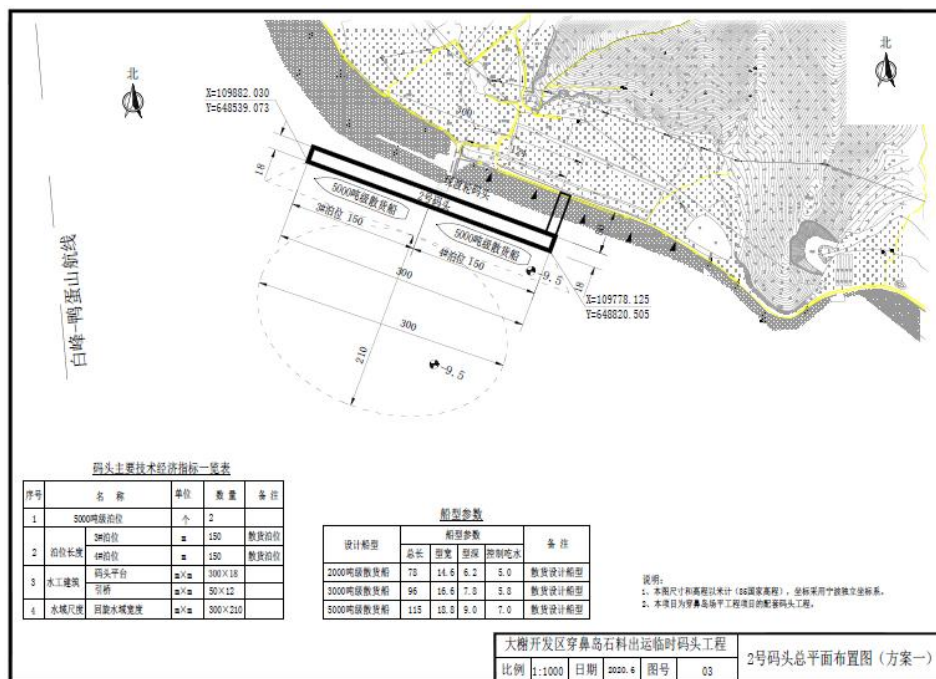 北
北
X=109882.030
Y=648539.073
300
124
18
5000吨级散货船
2号码头
3#泊位 150
5000吨级散货船
4#泊位 150
-9.5
18
300
X=109778.125
Y=648820.505
300
210
-9.5
白峰-鸭蛋山航线
码头主要技术经济指标一览表
序号 名 称 单位 数 量 备 注
1 5000吨级泊位 个 2
2 泊位长度 3#泊位 m 150 散货泊位
4#泊位 m 150 散货泊位
3 水工建筑 码头平台 m×m 300×18
引桥 m×m 50×12
4 水域尺度 回旋水域宽度 m×m 300×210
船型参数
设计船型 船型参数 备 注
总长 型宽 型深 控制吃水
2000吨级散货船 78 14.6 6.2 5.0 散货设计船型
3000吨级散货船 96 16.6 7.8 5.8 散货设计船型
5000吨级散货船 115 18.8 9.0 7.0 散货设计船型
说明:
1、本图尺寸和高程以米计(85国家高程),坐标采用宁波独立坐标系。
2、本项目为穿鼻岛场平工程项目的配套码头工程。
大榭开发区穿鼻岛石料出运临时码头工程
比例 1:1000 日期 2020.6 图号 03
2号码头总平面布置图(方案一)